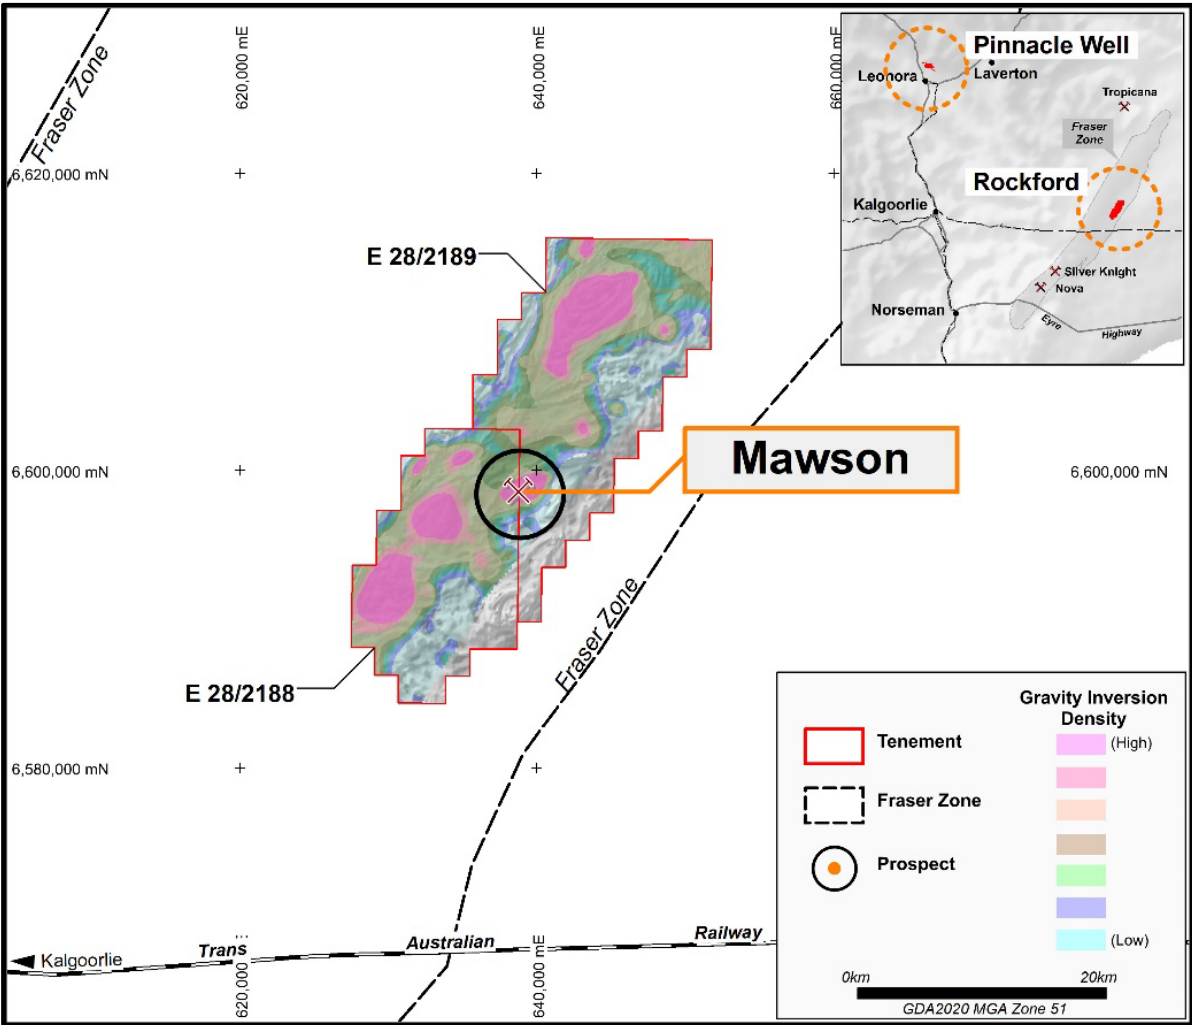 Fraser Zone
620,000 mE
640,000 mE
660,000 mE
6,620,000 mN
E 28/2189
Mawson
6,600,000 mN
6,600,000 mN
E 28/2188
Fraser Zone
6,580,000 mN
Trans Australian Railway
Kalgoorlie
620,000 mE
640,000 mE
Pinnacle Well
Leonora
Laverton
Tropicana
Fraser
Zone
Rockford
Kalgoorlie
Silver Knight
Nova
Norseman
Eyre Highway
Gravity Inversion
Density
Tenement
(High)
Fraser Zone
Prospect
(Low)
0km
20km
GDA2020 MGA Zone 51